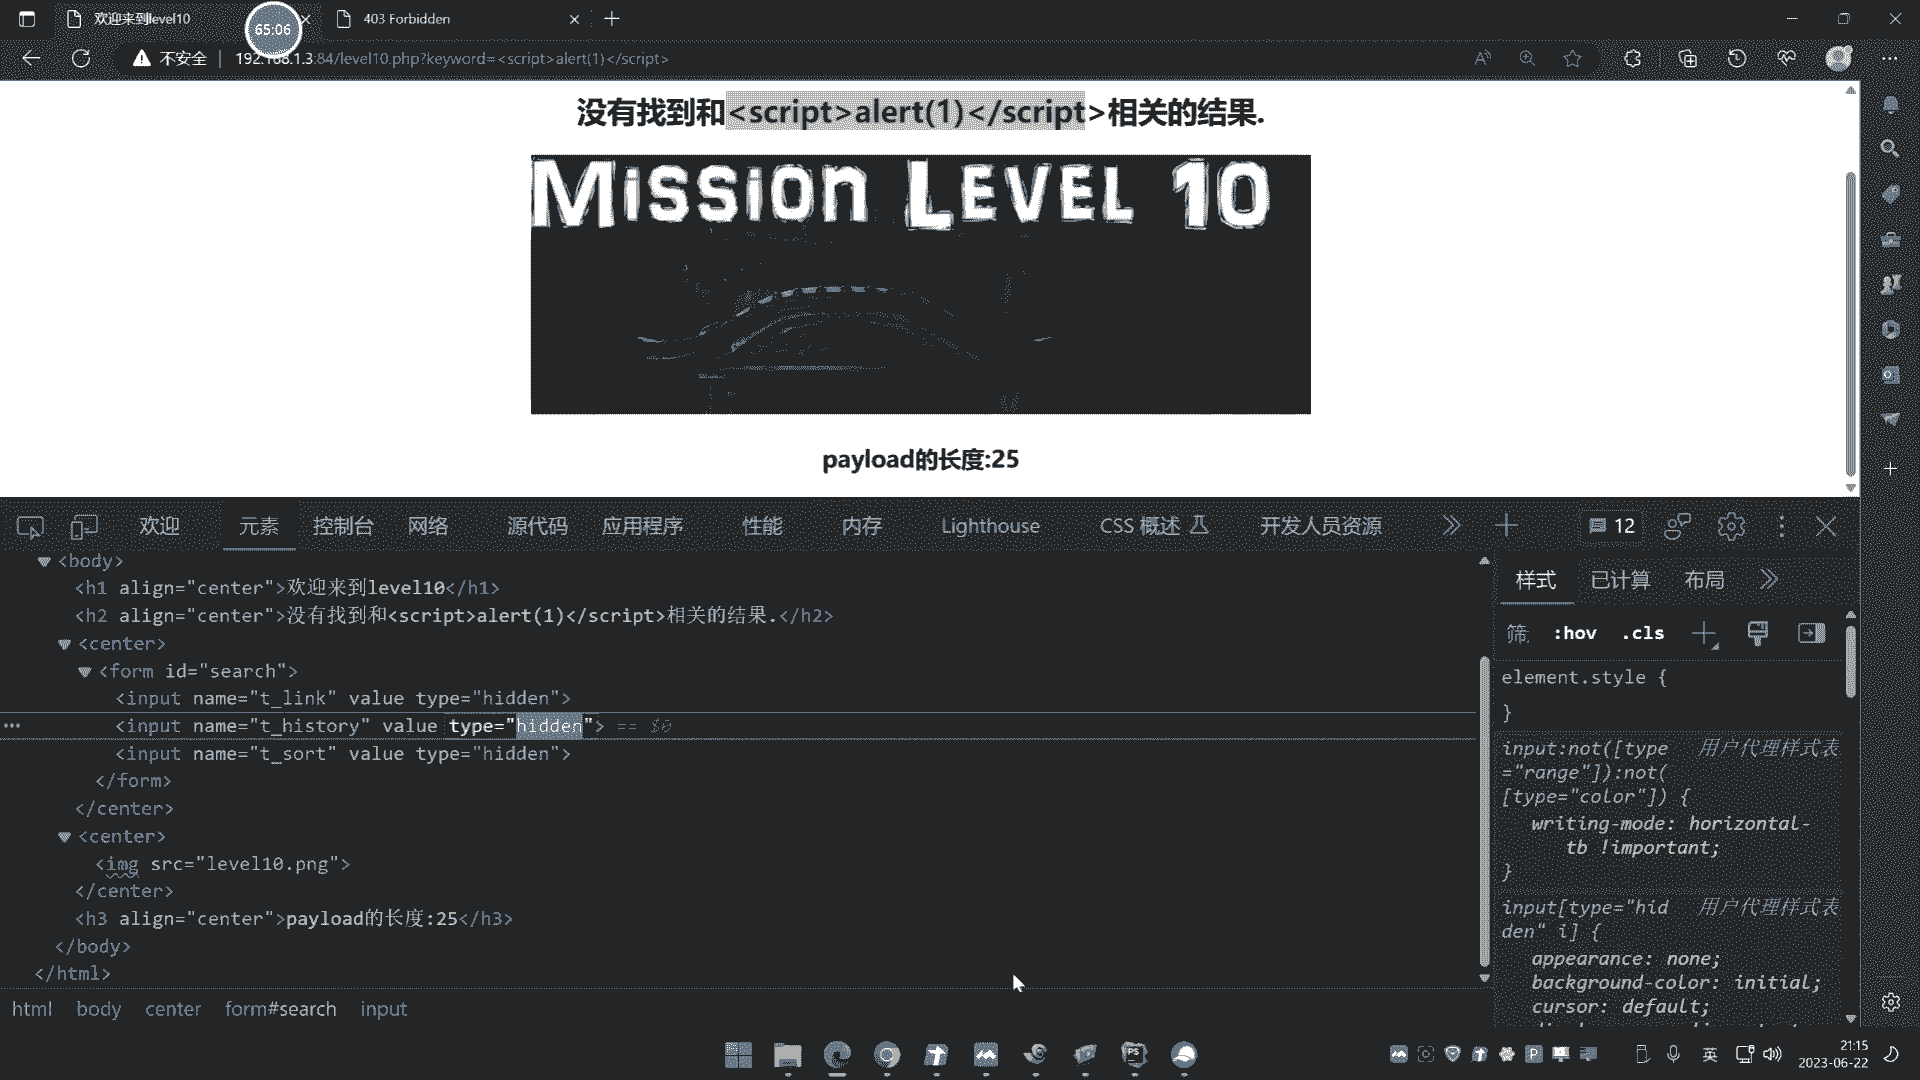 欢迎来到level10
65:06
403 Forbidden
不安全
192.168.1.3:84/level10.php?keyword=<script>alert(1)</script>
没有找到和<script>alert(1)</script>相关的结果.
MISSION LEVEL 10
payload的长度:25
欢迎 元素 控制台 网络 源代码 应用程序 性能 内存 Lighthouse CSS 概述 开发人员资源 12
<body>
<h1 align="center">欢迎来到level10</h1>
<h2 align="center">没有找到和<script>alert(1)</script>相关的结果.</h2>
<center>
<form id="search">
<input name="t_link" value type="hidden">
<input name="t_history" value type="hidden"> == $0
<input name="t_sort" value type="hidden">
</form>
</center>
<center>
<img src="level10.png">
</center>
<h3 align="center">payload的长度:25</h3>
</body>
</html>
html body center form#search input
样式 已计算 布局
筛 :hov .cls
element.style {
}
input:not([type 用户代理样式表
="range"]):not(
[type="color"]) {
writing-mode: horizontal-
tb !important;
}
input[type="hid 用户代理样式表
den" i] {
appearance: none;
background-color: initial;
cursor: default;
英
21:15
2023-06-22